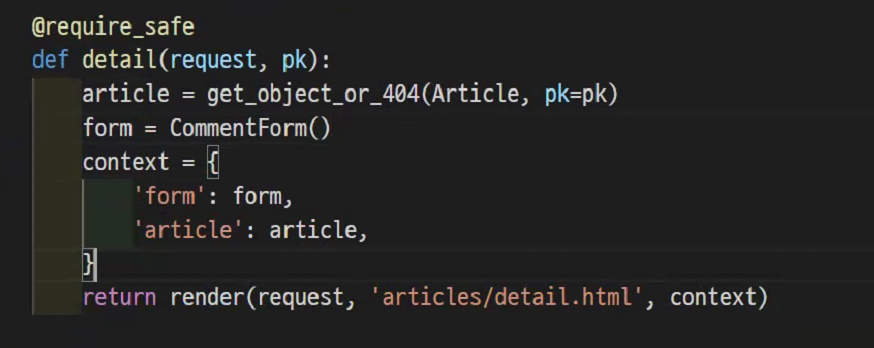 @require_safe
def detail(request, pk):
    article = get_object_or_404(Article, pk=pk)
    form = CommentForm()
    context = {
        'form': form,
        'article': article,
    }
    return render(request, 'articles/detail.html', context)